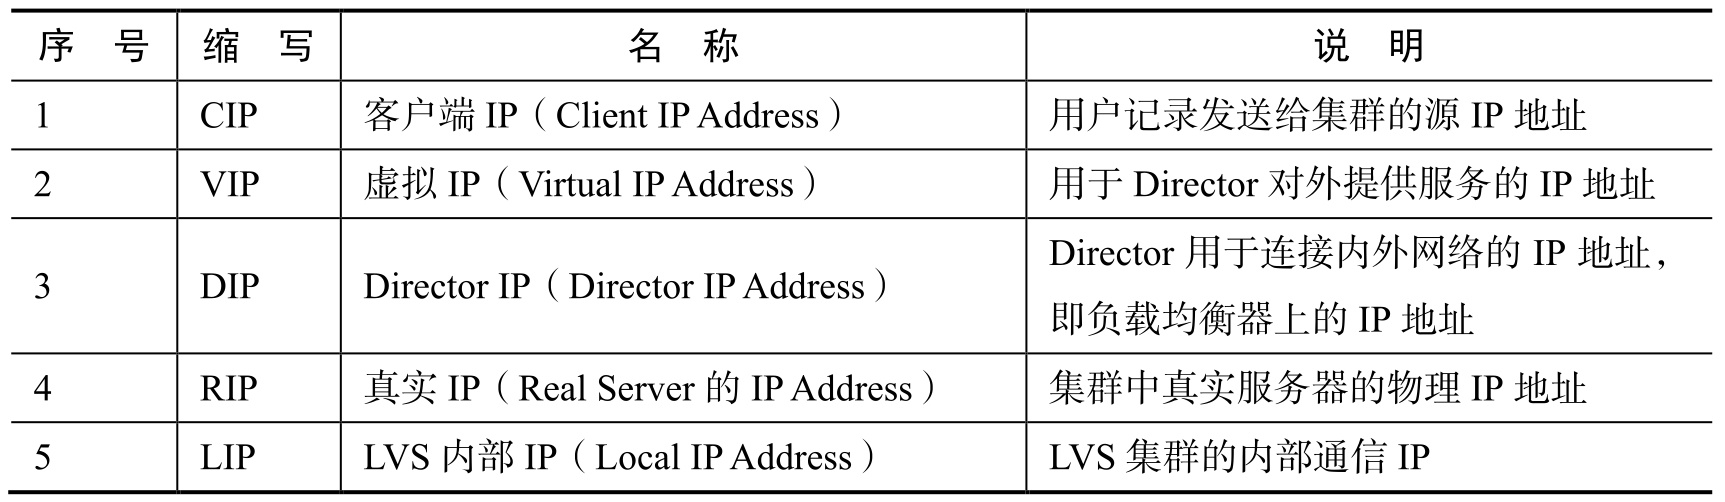 序 号 缩 写 名 称 说 明
1 CIP 客户端 IP（Client IP Address） 用户记录发送给集群的源 IP 地址
2 VIP 虚拟 IP（Virtual IP Address） 用于 Director 对外提供服务的 IP 地址
3 DIP Director IP（Director IP Address） Director 用于连接内外网络的 IP 地址，
即负载均衡器上的 IP 地址
4 RIP 真实 IP（Real Server 的 IP Address） 集群中真实服务器的物理 IP 地址
5 LIP LVS 内部 IP（Local IP Address） LVS 集群的内部通信 IP